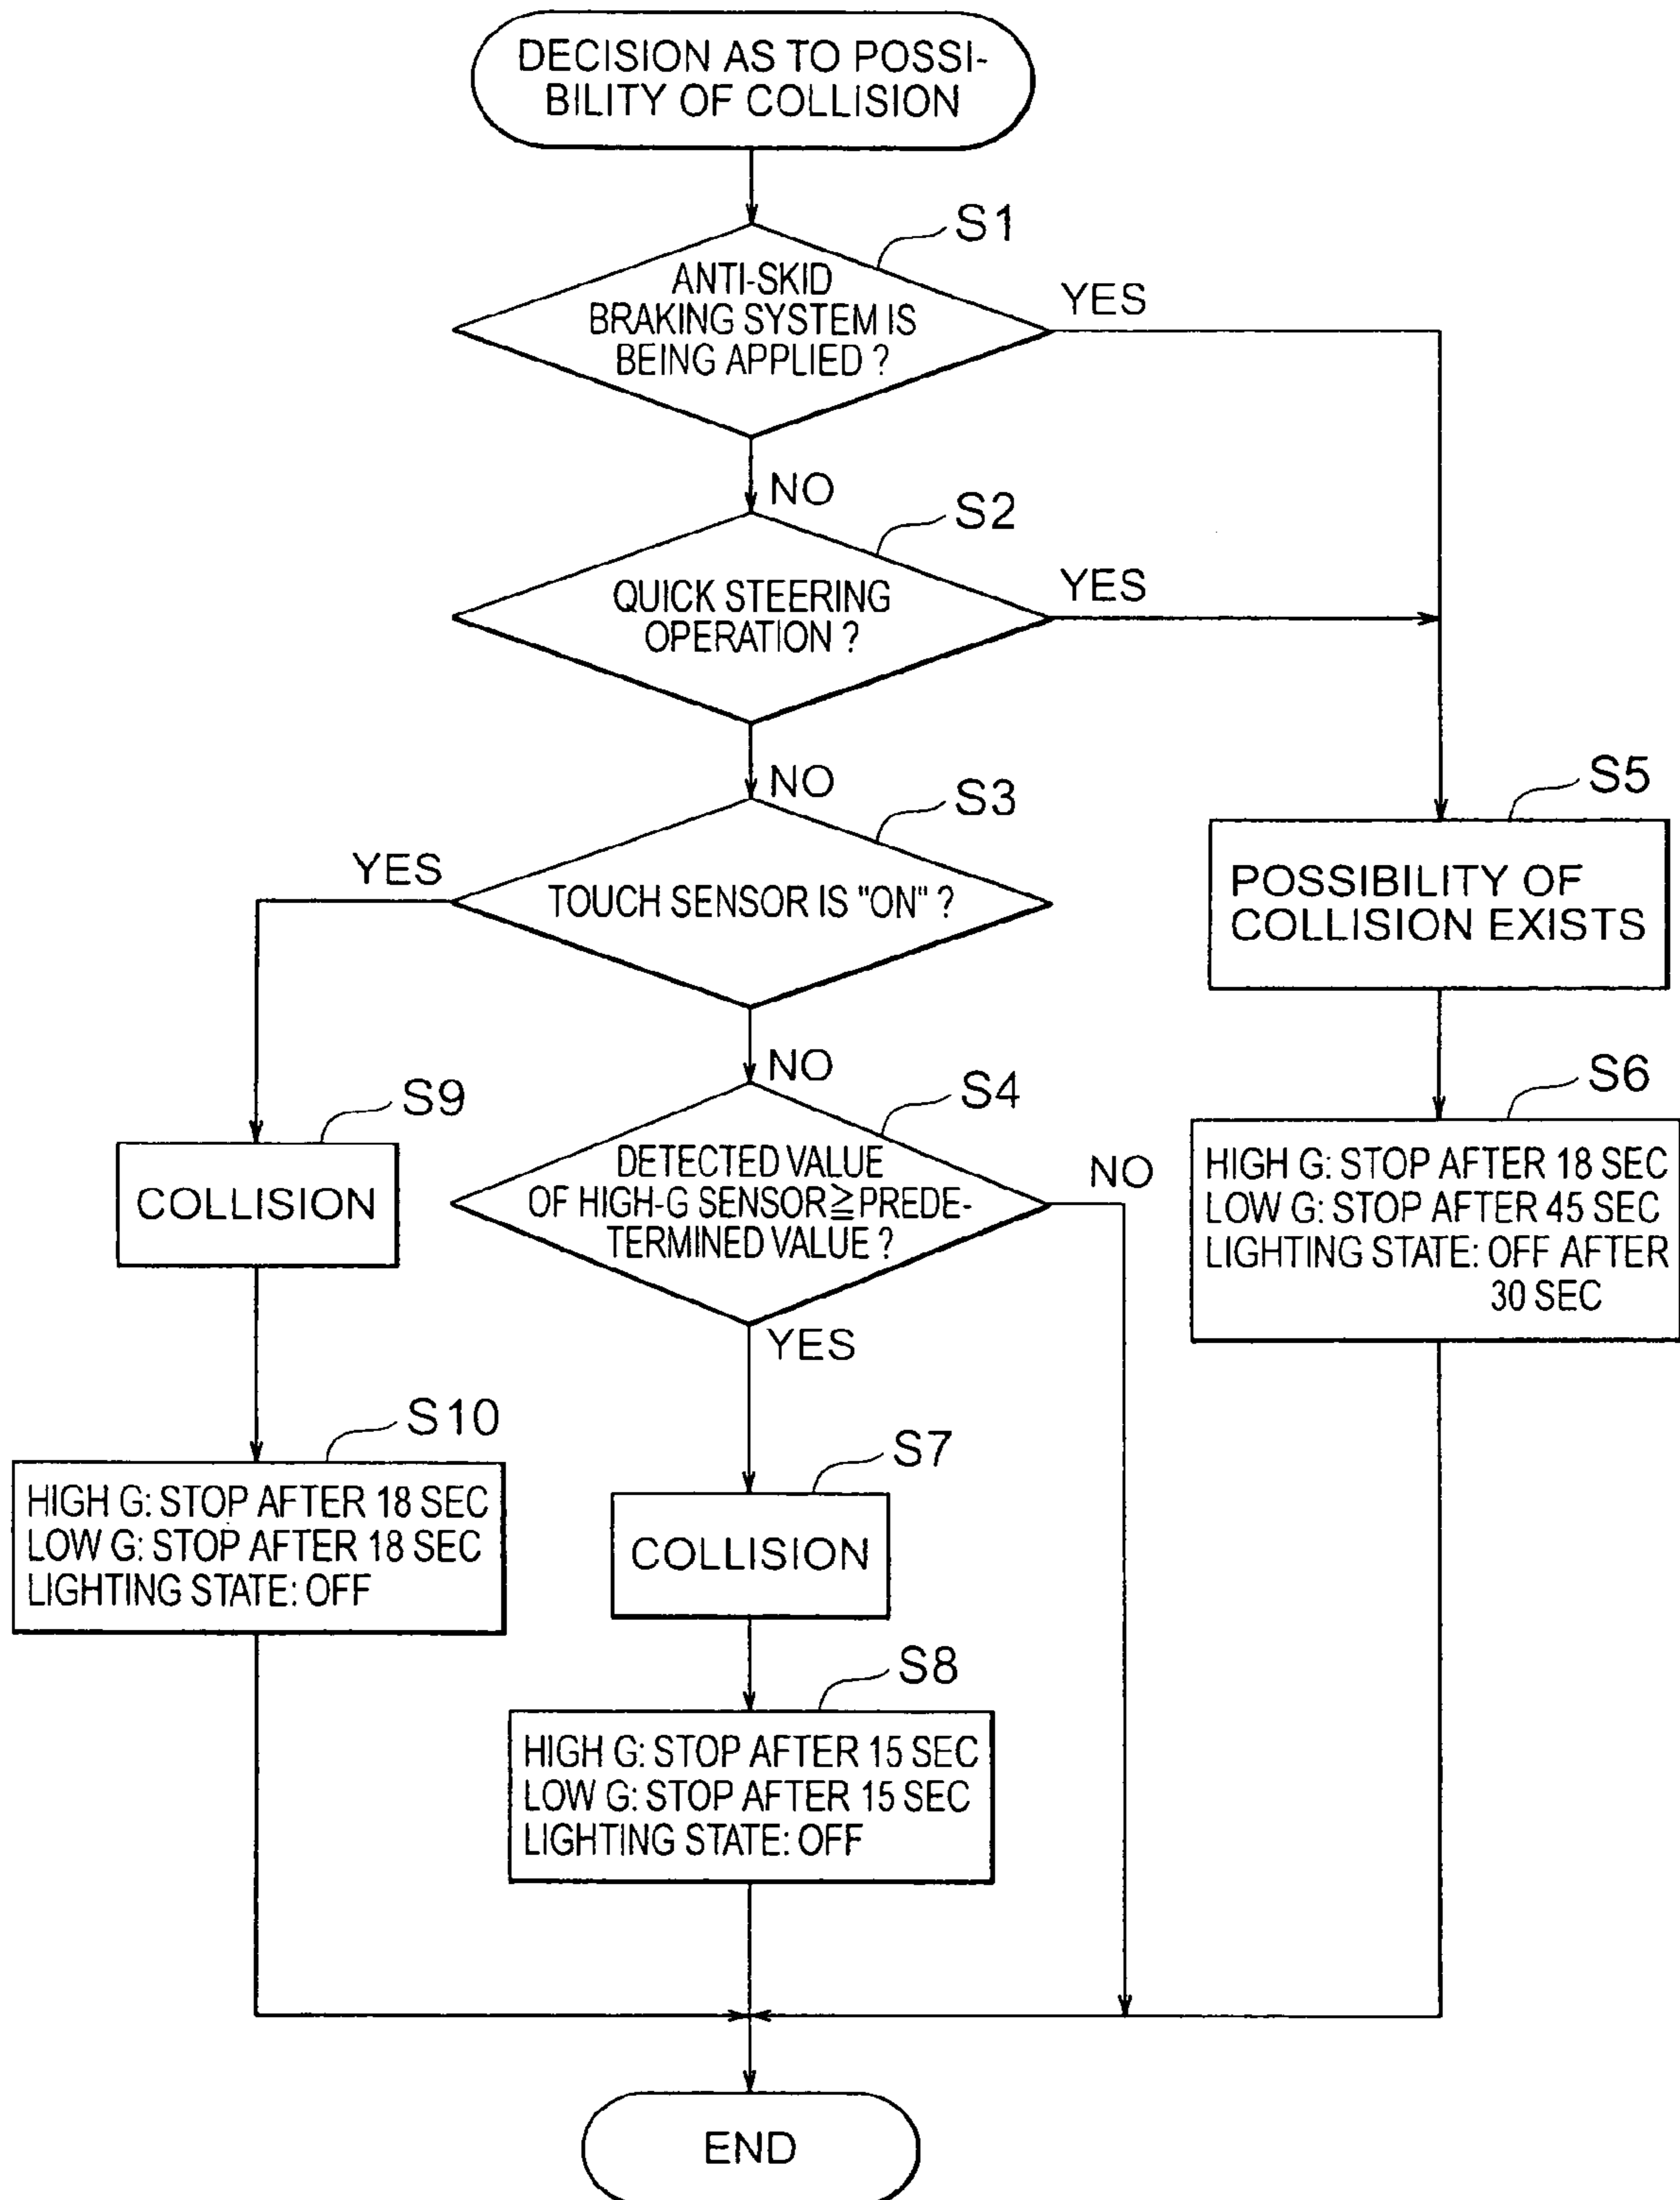 DECISION AS TO POSSI-
BILITY OF COLLISION
S1
ANTI-SKID
BRAKING SYSTEM IS
BEING APPLIED ?
YES
NO
S2
QUICK STEERING
OPERATION ?
YES
NO
S3
TOUCH SENSOR IS "ON" ?
YES
NO
S5
POSSIBILITY OF
COLLISION EXISTS
S6
HIGH G: STOP AFTER 18 SEC
LOW G: STOP AFTER 45 SEC
LIGHTING STATE: OFF AFTER
30 SEC
S4
DETECTED VALUE
OF HIGH-G SENSOR≧PREDE-
TERMINED VALUE ?
NO
YES
S9
COLLISION
S10
HIGH G: STOP AFTER 18 SEC
LOW G: STOP AFTER 18 SEC
LIGHTING STATE: OFF
S7
COLLISION
S8
HIGH G: STOP AFTER 15 SEC
LOW G: STOP AFTER 15 SEC
LIGHTING STATE: OFF
END